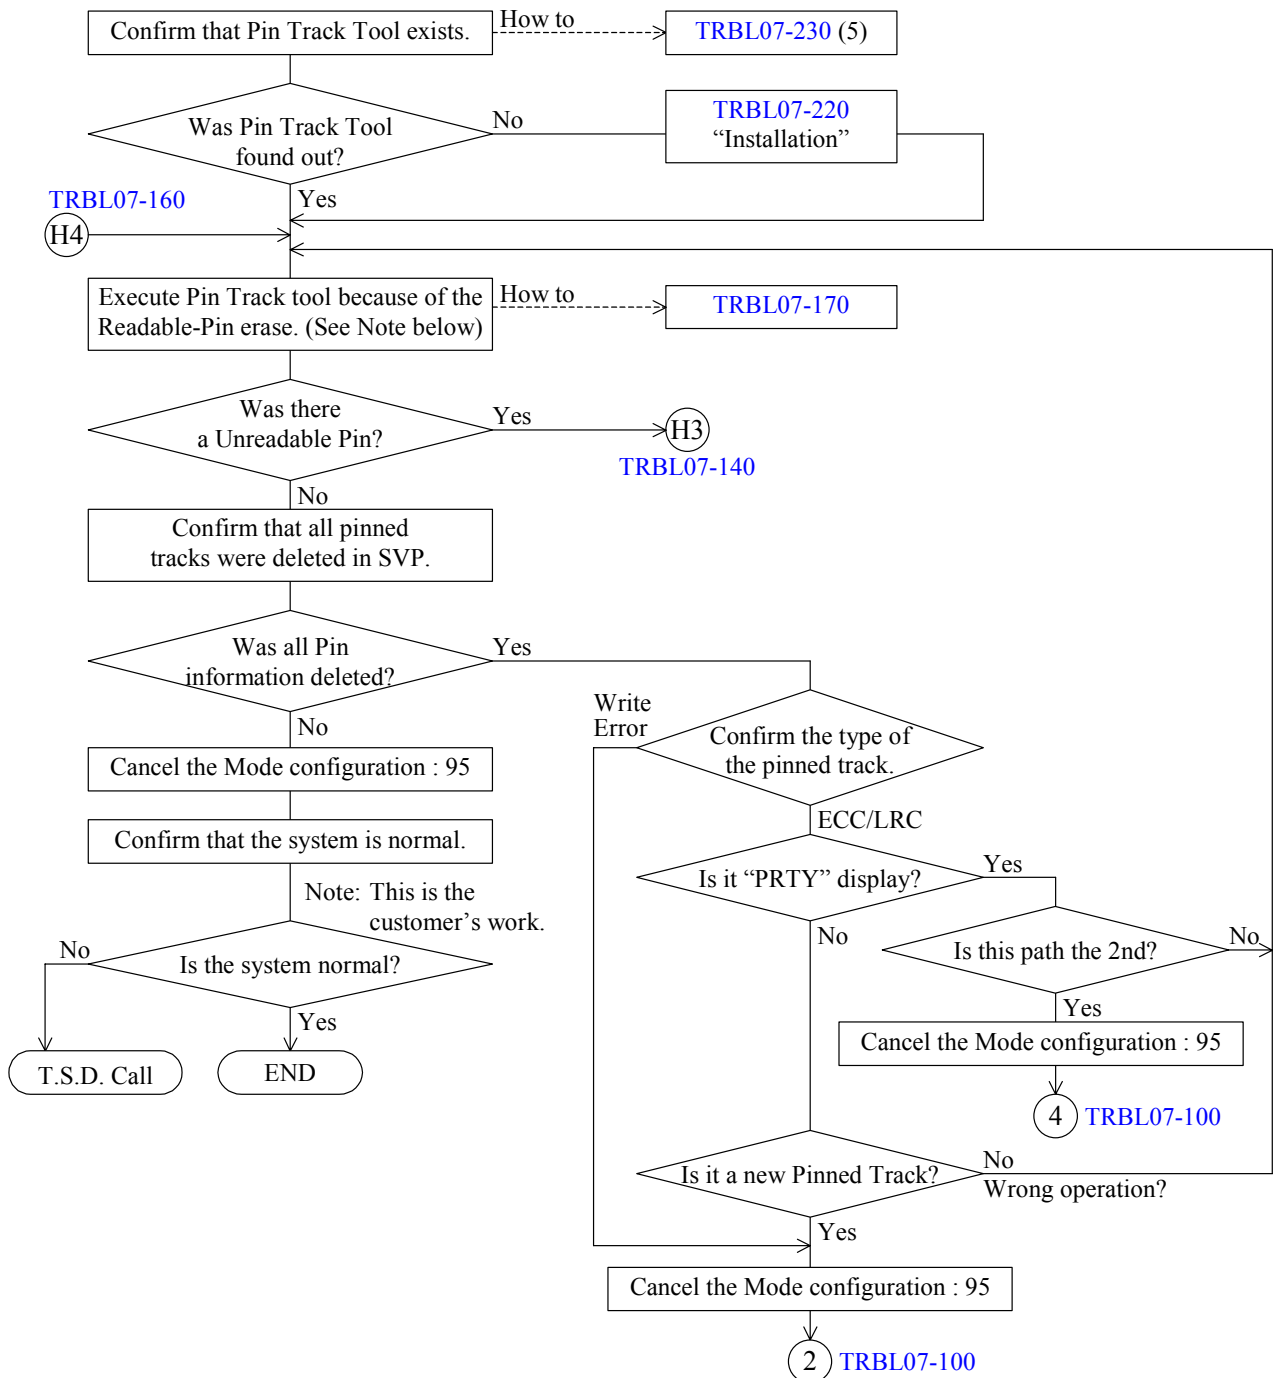 Confirm that Pin Track Tool exists.
How to
TRBL07-230 (5)
Was Pin Track Tool
found out?
No
TRBL07-220
“Installation”
Yes
TRBL07-160
H4
Execute Pin Track tool because of the
Readable-Pin erase. (See Note below)
How to
TRBL07-170
Was there
a Unreadable Pin?
Yes
H3
TRBL07-140
No
Confirm that all pinned
tracks were deleted in SVP.
Was all Pin
information deleted?
Yes
No
Write
Error
Confirm the type of
the pinned track.
Cancel the Mode configuration : 95
ECC/LRC
Confirm that the system is normal.
Is it “PRTY” display?
Yes
Note: This is the
customer’s work.
No
Is this path the 2nd?
No
No
Is the system normal?
Yes
Yes
Cancel the Mode configuration : 95
T.S.D. Call
END
4
TRBL07-100
Is it a new Pinned Track?
No
Wrong operation?
Yes
Cancel the Mode configuration : 95
2
TRBL07-100